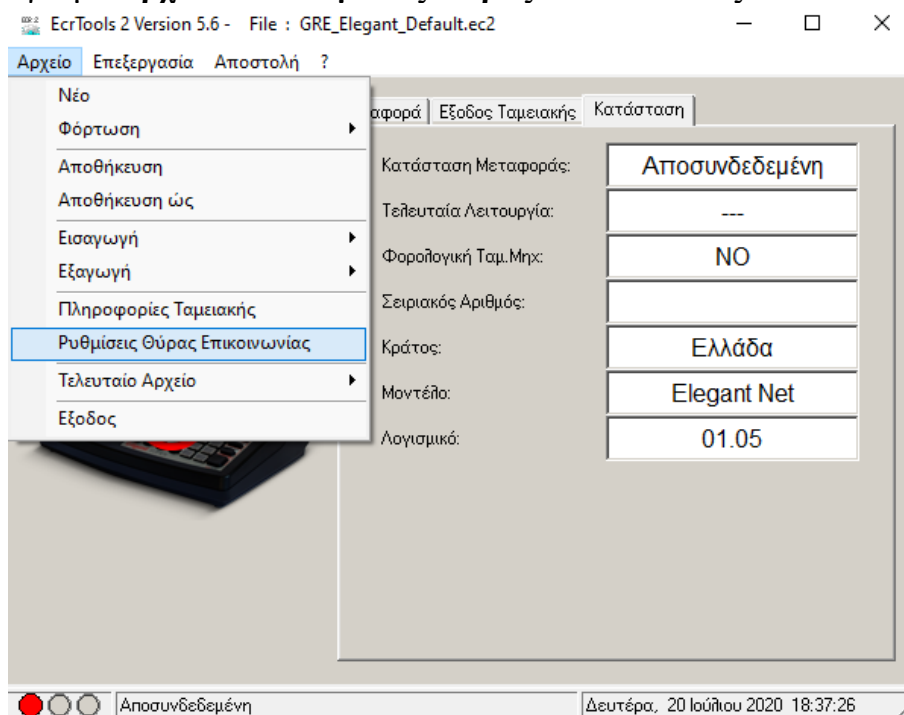 EcrTools 2 Version 5.6 - File : GRE_Elegant_Default.ec2
Αρχείο Επεξεργασία Αποστολή ?
Νέο
Φόρτωση
Αποθήκευση
Αποθήκευση ώς
Εισαγωγή
Εξαγωγή
Πληροφορίες Ταμειακής
Ρυθμίσεις Θύρας Επικοινωνίας
Τελευταίο Αρχείο
Εξοδος
αφορά Εξοδος Ταμειακής Κατάσταση
Κατάσταση Μεταφοράς: Αποσυνδεδεμένη
Τελευταία Λειτουργία: ---
Φορολογική Ταμ.Μηχ: NO
Σειριακός Αριθμός:
Κράτος: Ελλάδα
Μοντέλο: Elegant Net
Λογισμικό: 01.05
Αποσυνδεδεμένη Δευτέρα, 20 Ιούλιου 2020 18:37:26